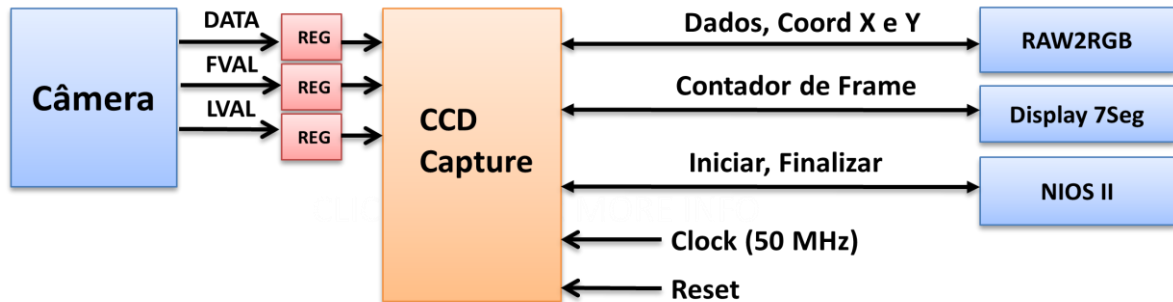 DATA
FVAL
LVAL
Câmera
REG
REG
REG
CCD
Capture
Dados, Coord X e Y
Contador de Frame
Iniciar, Finalizar
Clock (50 MHz)
Reset
RAW2RGB
Display 7Seg
NIOS II